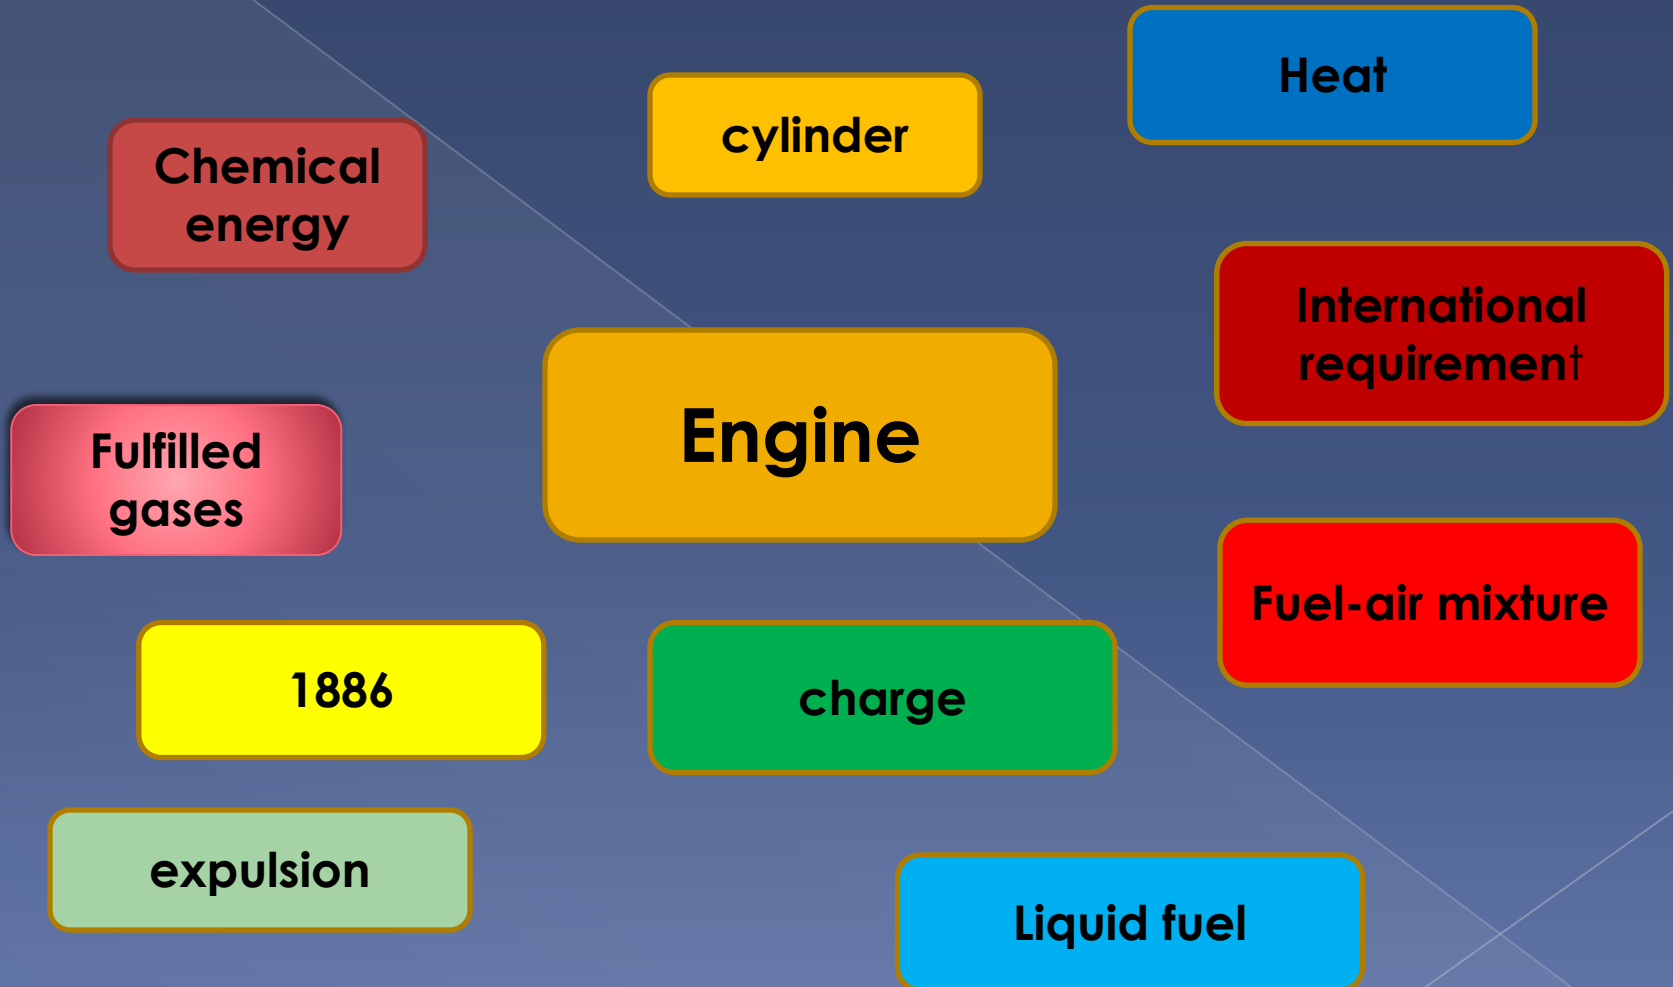 Heat
cylinder
Chemical
energy
International
requirement
Engine
Fulfilled
gases
Fuel-air mixture
1886
charge
expulsion
Liquid fuel